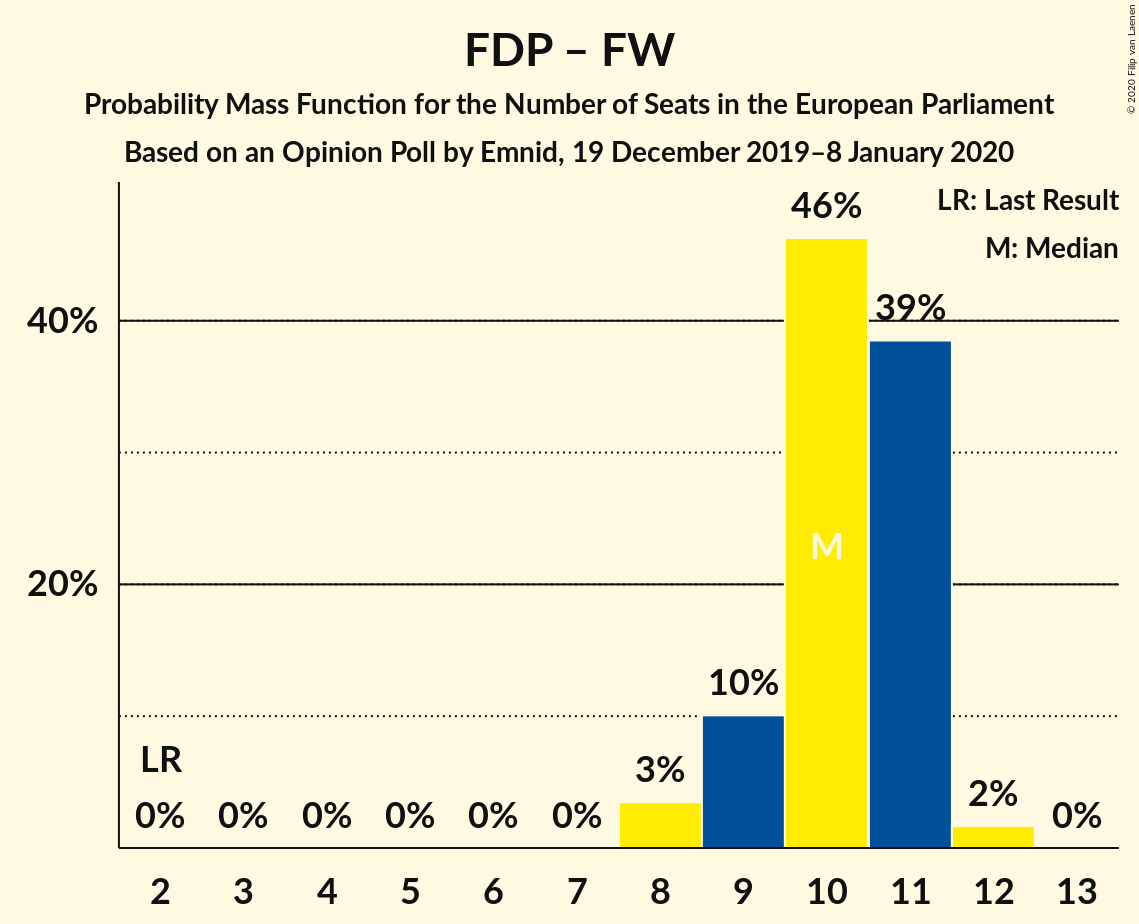 FDP – FW
Probability Mass Function for the Number of Seats in the European Parliament
Based on an Opinion Poll by Emnid, 19 December 2019–8 January 2020
© 2020 Filip van Laenen
LR: Last Result
M: Median
46%
39%
40%
M
20%
10%
LR
3%
2%
0% 0% 0% 0% 0% 0% 0%
2 3 4 5 6 7 8 9 10 11 12 13